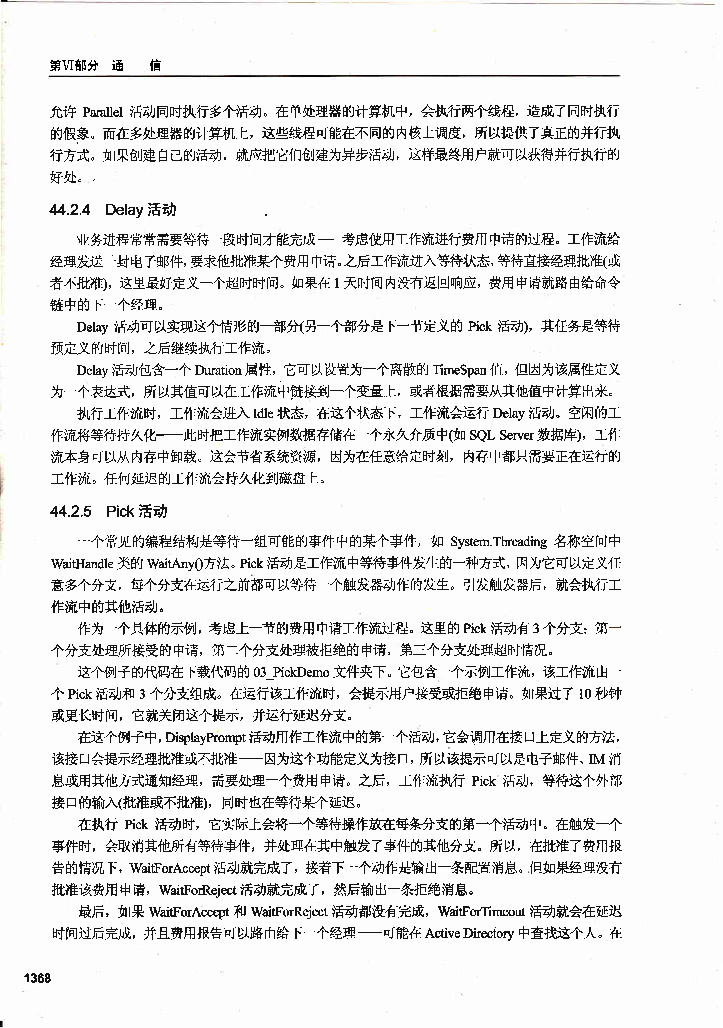 第VI部分 通 信
允许 Parallel 活动同时执行多个活动。在单处理器的计算机中，会执行两个线程，造成了同时执行
的假象。而在多处理器的计算机上，这些线程可能在不同的内核上调度，所以提供了真正的并行执
行方式。如果创建自己的活动，就应把它们创建为异步活动，这样最终用户就可以获得并行执行的
好处。
44.2.4 Delay 活动
业务进程常常需要等待一段时间才能完成——考虑使用工作流进行费用申请的过程。工作流给
经理发送一封电子邮件，要求他批准某个费用申请。之后工作流进入等待状态，等待直接经理批准(或
者不批准)，这里最好定义一个超时时间。如果在 1 天时间内没有返回响应，费用申请就路由给命令
链中的下一个经理。
Delay 活动可以实现这个情形的一部分(另一个部分是下一节定义的 Pick 活动)，其任务是等待
预定义的时间，之后继续执行工作流。
Delay 活动包含一个 Duration 属性，它可以设置为一个离散的 TimeSpan 值，但因为该属性定义
为一个表达式，所以其值可以在工作流中链接到一个变量上，或者根据需要从其他值中计算出来。
执行工作流时，工作流会进入 Idle 状态，在这个状态下，工作流会运行 Delay 活动。空闲的工
作流将等待持久化——此时把工作流实例数据存储在一个永久介质中(如 SQL Server 数据库)，工作
流本身可以从内存中卸载。这会节省系统资源，因为在任意给定时刻，内存中都只需要正在运行的
工作流。任何延迟的工作流会持久化到磁盘上。
44.2.5 Pick 活动
一个常见的编程结构是等待一组可能的事件中的某个事件，如 System.Threading 名称空间中
WaitHandle 类的 WaitAny()方法。Pick 活动是工作流中等待事件发生的一种方式，因为它可以定义任
意多个分支，每个分支在运行之前都可以等待一个触发器动作的发生。引发触发器后，就会执行工
作流中的其他活动。
作为一个具体的示例，考虑上一节的费用申请工作流过程。这里的 Pick 活动有 3 个分支：第一
个分支处理所接受的申请，第二个分支处理被拒绝的申请，第三个分支处理超时情况。
这个例子的代码在下载代码的 03_PickDemo 文件夹下。它包含一个示例工作流，该工作流由一
个 Pick 活动和 3 个分支组成。在运行该工作流时，会提示用户接受或拒绝申请。如果过了 10 秒钟
或更长时间，它就关闭这个提示，并运行延迟分支。
在这个例子中，DisplayPrompt 活动用作工作流中的第一个活动，它会调用在接口上定义的方法，
该接口会提示经理批准或不批准——因为这个功能定义为接口，所以该提示可以是电子邮件、IM 消
息或用其他方式通知经理，需要处理一个费用申请。之后，工作流执行 Pick 活动，等待这个外部
接口的输入(批准或不批准)，同时也在等待某个延迟。
在执行 Pick 活动时，它实际上会将一个等待操作放在每条分支的第一个活动中。在触发一个
事件时，会取消其他所有等待事件，并处理在其中触发了事件的其他分支。所以，在批准了费用报
告的情况下，WaitForAccept 活动就完成了，接着下一个动作是输出一条配置消息。但如果经理没有
批准该费用申请，WaitForReject 活动就完成了，然后输出一条拒绝消息。
最后，如果 WaitForAccept 和 WaitForReject 活动都没有完成，WaitForTimeout 活动就会在延迟
时间过后完成，并且费用报告可以路由给下一个经理——可能在 Active Directory 中查找这个人。在
1368